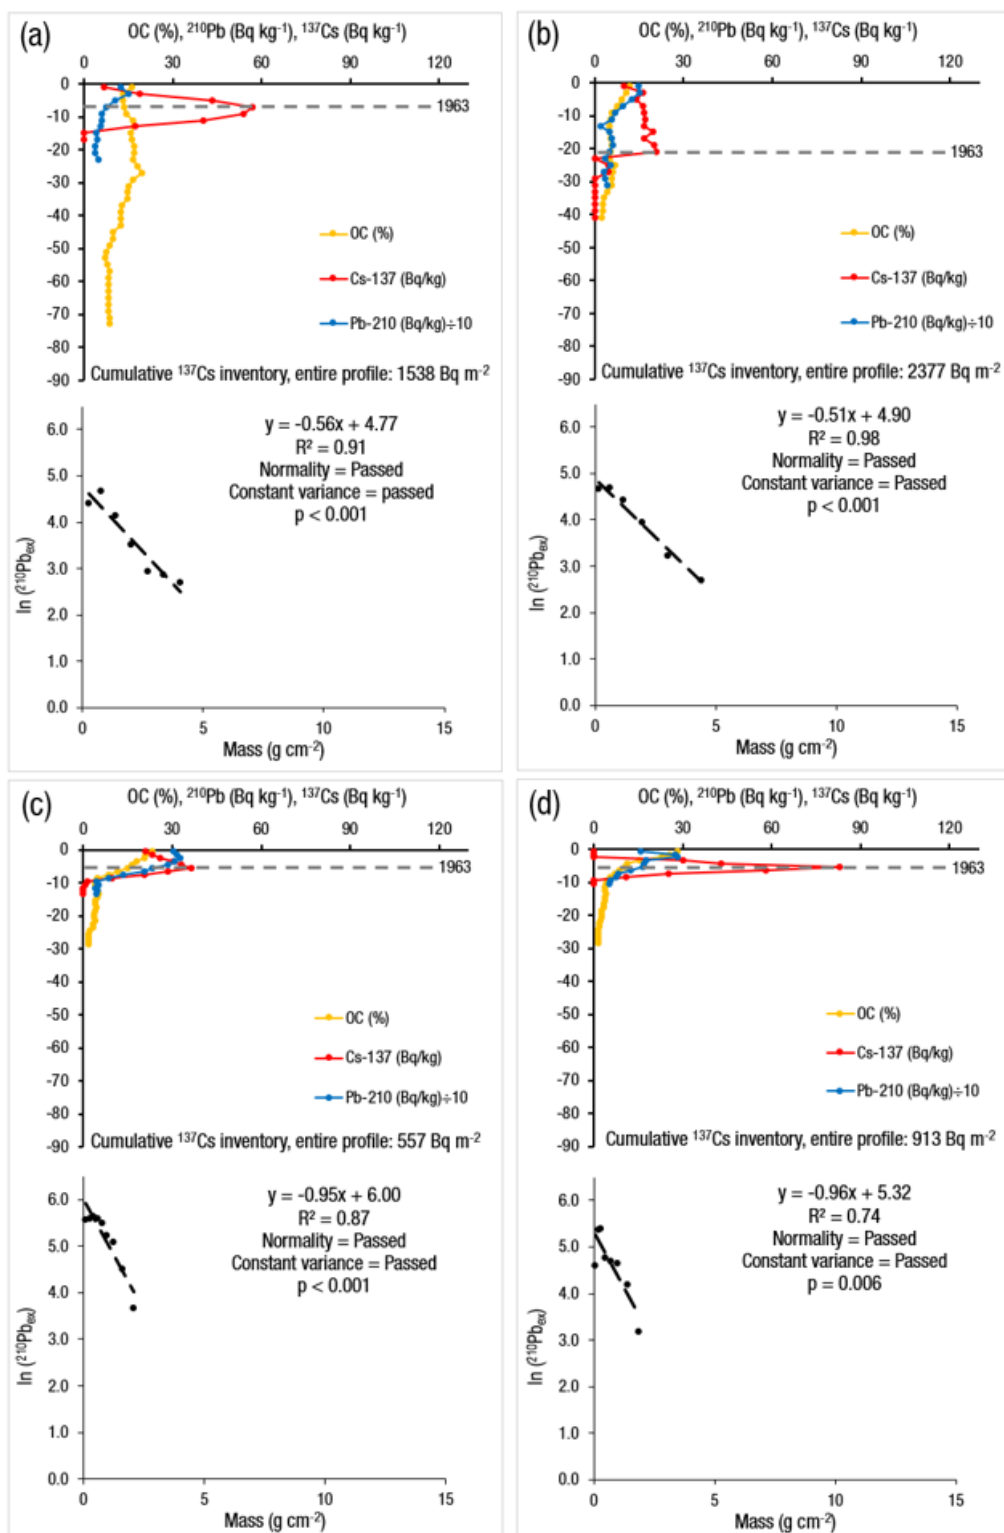 (a)
OC (%), ²¹⁰Pb (Bq kg⁻¹), ¹³⁷Cs (Bq kg⁻¹)
0 30 60 90 120
0
-10
-20
-30
-40
-50
-60
-70
-80
-90
1963
OC (%)
Cs-137 (Bq/kg)
Pb-210 (Bq/kg)÷10
Cumulative ¹³⁷Cs inventory, entire profile: 1538 Bq m⁻²
y = -0.56x + 4.77
R² = 0.91
Normality = Passed
Constant variance = passed
p < 0.001
ln (²¹⁰Pbₑₓ)
6.0
5.0
4.0
3.0
2.0
1.0
0.0
0 5 10 15
Mass (g cm⁻²)
(b)
OC (%), ²¹⁰Pb (Bq kg⁻¹), ¹³⁷Cs (Bq kg⁻¹)
0 30 60 90 120
0
-10
-20
-30
-40
-50
-60
-70
-80
-90
1963
OC (%)
Cs-137 (Bq/kg)
Pb-210 (Bq/kg)÷10
Cumulative ¹³⁷Cs inventory, entire profile: 2377 Bq m⁻²
y = -0.51x + 4.90
R² = 0.98
Normality = Passed
Constant variance = Passed
p < 0.001
ln (²¹⁰Pbₑₓ)
6.0
5.0
4.0
3.0
2.0
1.0
0.0
0 5 10 15
Mass (g cm⁻²)
(c)
OC (%), ²¹⁰Pb (Bq kg⁻¹), ¹³⁷Cs (Bq kg⁻¹)
0 30 60 90 120
0
-10
-20
-30
-40
-50
-60
-70
-80
-90
1963
OC (%)
Cs-137 (Bq/kg)
Pb-210 (Bq/kg)÷10
Cumulative ¹³⁷Cs inventory, entire profile: 557 Bq m⁻²
y = -0.95x + 6.00
R² = 0.87
Normality = Passed
Constant variance = Passed
p < 0.001
ln (²¹⁰Pbₑₓ)
6.0
5.0
4.0
3.0
2.0
1.0
0.0
0 5 10 15
Mass (g cm⁻²)
(d)
OC (%), ²¹⁰Pb (Bq kg⁻¹), ¹³⁷Cs (Bq kg⁻¹)
0 30 60 90 120
0
-10
-20
-30
-40
-50
-60
-70
-80
-90
1963
OC (%)
Cs-137 (Bq/kg)
Pb-210 (Bq/kg)÷10
Cumulative ¹³⁷Cs inventory, entire profile: 913 Bq m⁻²
y = -0.96x + 5.32
R² = 0.74
Normality = Passed
Constant variance = Passed
p = 0.006
ln (²¹⁰Pbₑₓ)
6.0
5.0
4.0
3.0
2.0
1.0
0.0
0 5 10 15
Mass (g cm⁻²)